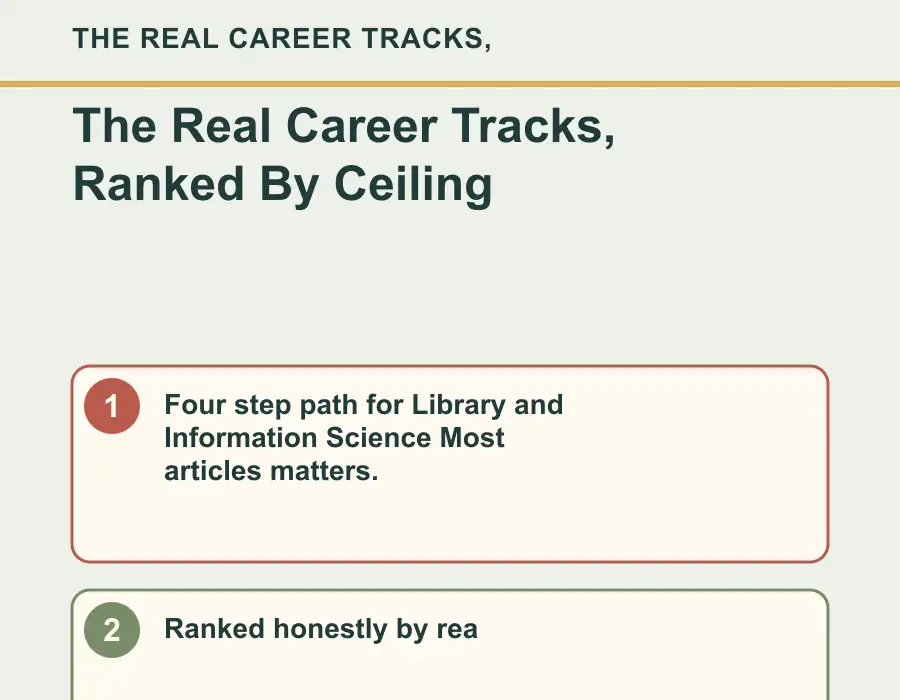 THE REAL CAREER TRACKS,
The Real Career Tracks,
Ranked By Ceiling
1
Four step path for Library and
Information Science Most
articles matters.
2
Ranked honestly by rea